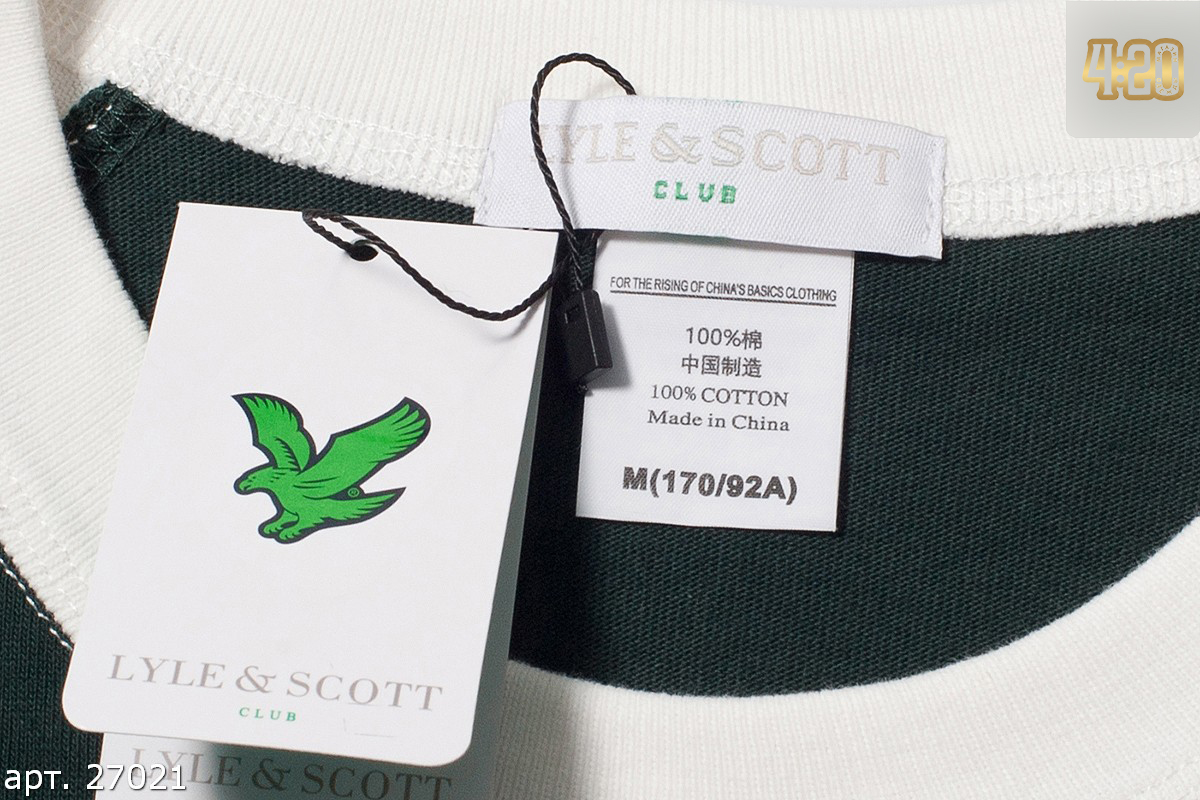 4:20
LYLE & SCOTT
CLUB
FOR THE RISING OF CHINA'S BASICS CLOTHING
100%棉
中国制造
100% COTTON
Made in China
M(170/92A)
®
LYLE & SCOTT
CLUB
LYLE & SCOTT
арт. 27021